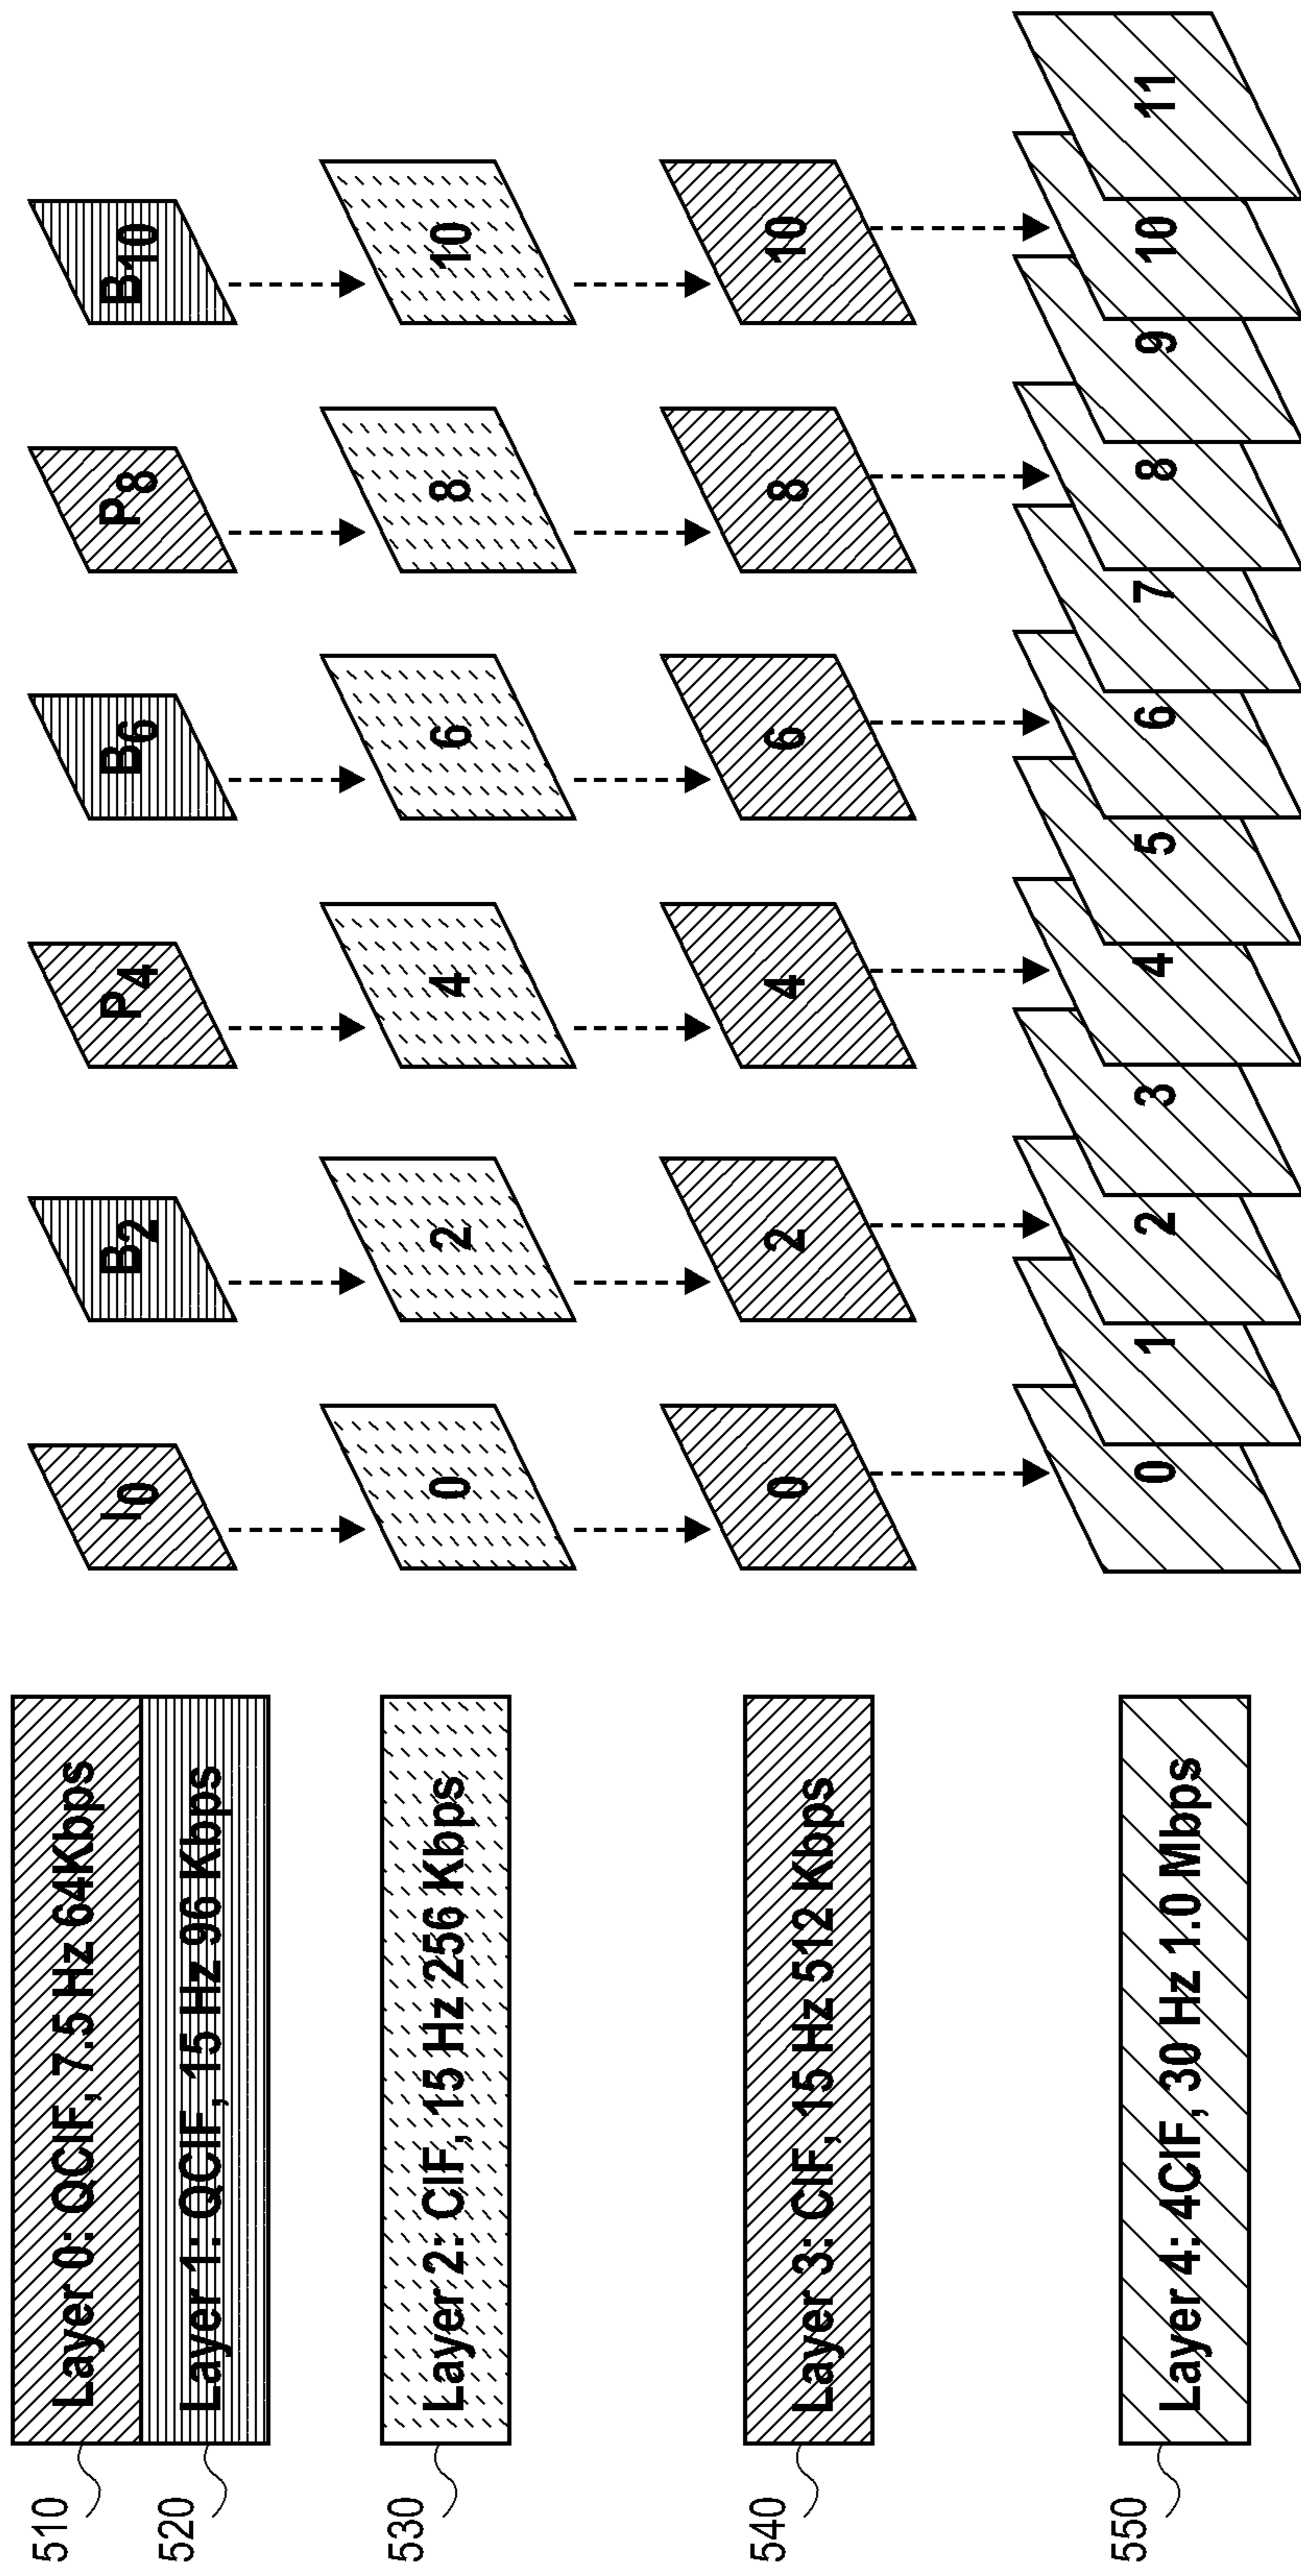 510
Layer 0: QCIF, 7.5 Hz 64Kbps
I0 B2 P4 B6 P8 B10
520
Layer 1: QCIF, 15 Hz 96 Kbps
530
Layer 2: CIF, 15 Hz 256 Kbps
0 2 4 6 8 10
540
Layer 3: CIF, 15 Hz 512 Kbps
0 2 4 6 8 10
550
Layer 4: 4CIF, 30 Hz 1.0 Mbps
0 1 2 3 4 5 6 7 8 9 10 11